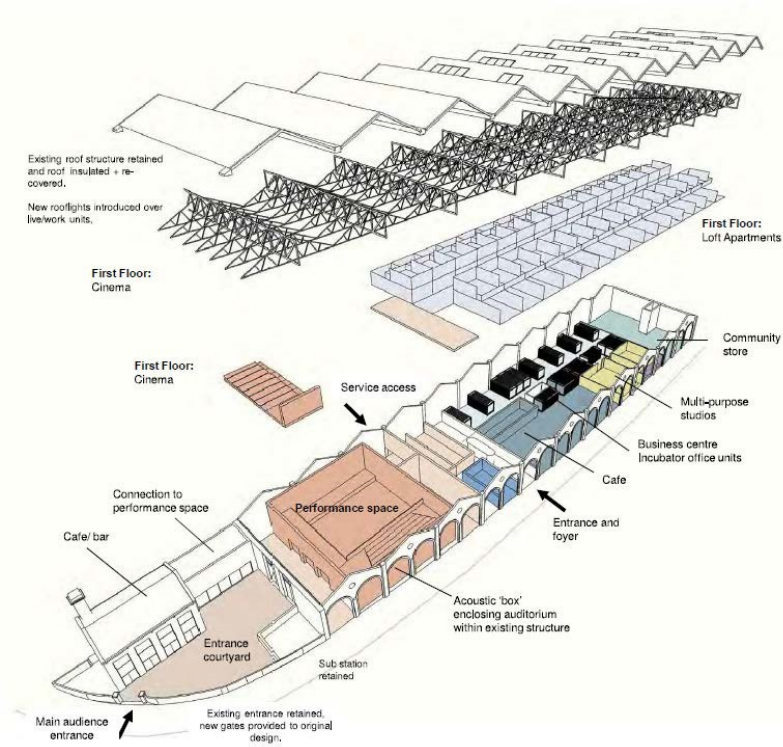 Existing roof structure retained
and roof insulated + re-
covered.
New rooflights introduced over
live/work units.
First Floor:
Cinema
First Floor:
Loft Apartments
First Floor:
Cinema
Service access
Community
store
Multi-purpose
studios
Business centre
Incubator office units
Cafe
Entrance and
foyer
Connection to
performance space
Cafe/ bar
Performance space
Acoustic ‘box’
enclosing auditorium
within existing structure
Entrance
courtyard
Sub station
retained
Main audience
entrance
Existing entrance retained,
new gates provided to original
design.